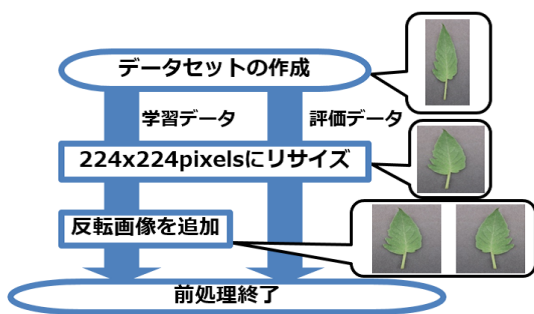 データセットの作成
学習データ
評価データ
224x224pixelsにリサイズ
反転画像を追加
前処理終了